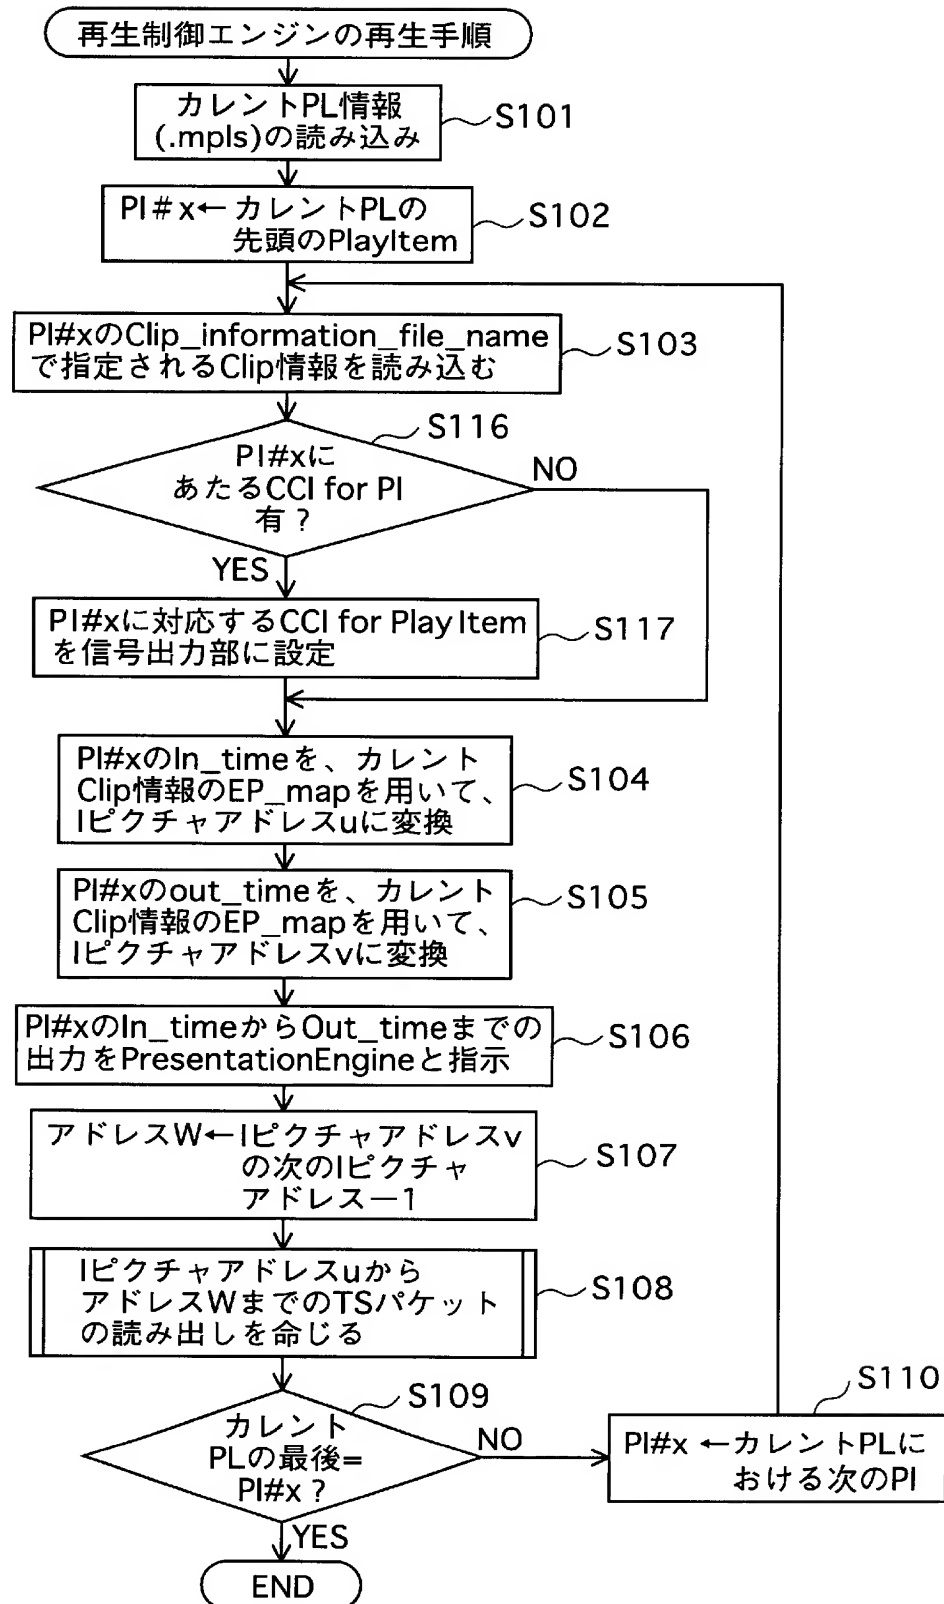 再生制御エンジンの再生手順
カレントPL情報
(.mpls)の読み込み
S101
PI#x←カレントPLの
先頭のPlayItem
S102
PI#xのClip_information_file_name
で指定されるClip情報を読み込む
S103
S116
PI#xに
あたるCCI for PI
有?
NO
YES
PI#xに対応するCCI for Play Item
を信号出力部に設定
S117
PI#xのIn_timeを、カレント
Clip情報のEP_mapを用いて、
Iピクチャアドレスuに変換
S104
PI#xのout_timeを、カレント
Clip情報のEP_mapを用いて、
Iピクチャアドレスvに変換
S105
PI#xのIn_timeからOut_timeまでの
出力をPresentationEngineと指示
S106
アドレスW←Iピクチャアドレスv
の次のIピクチャ
アドレス−1
S107
Iピクチャアドレスuから
アドレスWまでのTSパケット
の読み出しを命じる
S108
S109
カレント
PLの最後=
PI#x?
NO
S110
PI#x ←カレントPLに
おける次のPI
YES
END